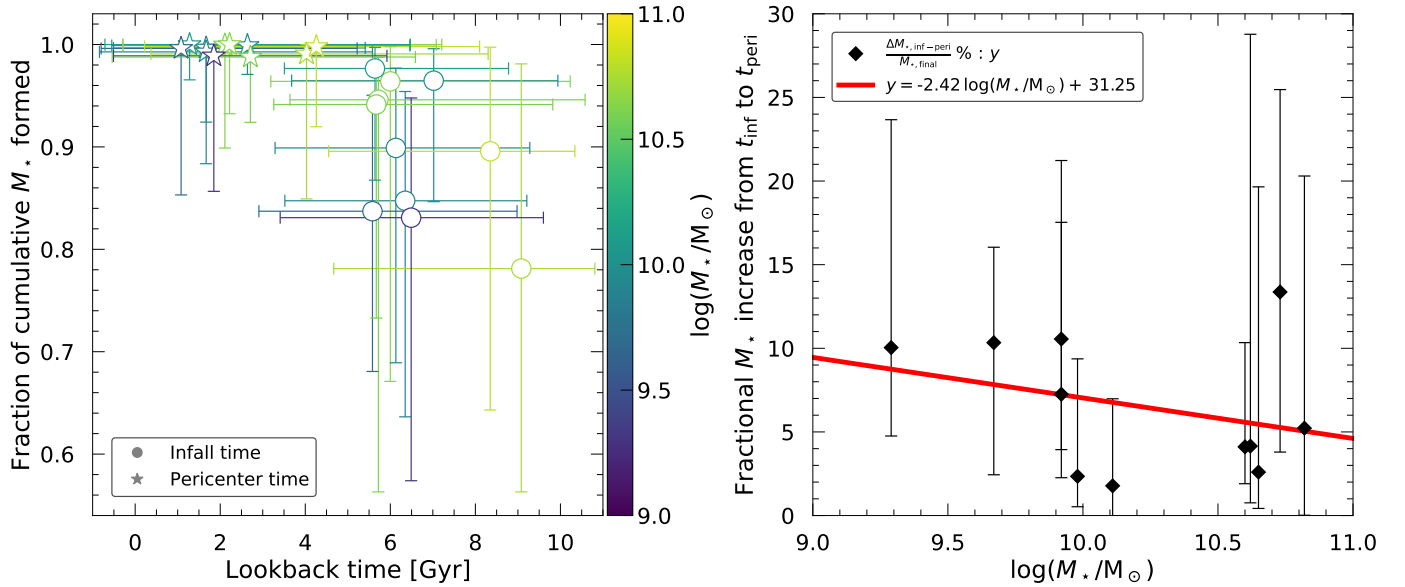 Fraction of cumulative M⋆ formed
1.0
0.9
0.8
0.7
0.6
Infall time
Pericenter time
0 2 4 6 8 10
Lookback time [Gyr]
11.0
10.5
10.0
9.5
9.0
log(M⋆/M⊙)
Fractional M⋆ increase from t_inf to t_peri
30
25
20
15
10
5
0
ΔM⋆,inf−peri / M⋆,final % : y
y = -2.42 log(M⋆/M⊙) + 31.25
9.0 9.5 10.0 10.5 11.0
log(M⋆/M⊙)